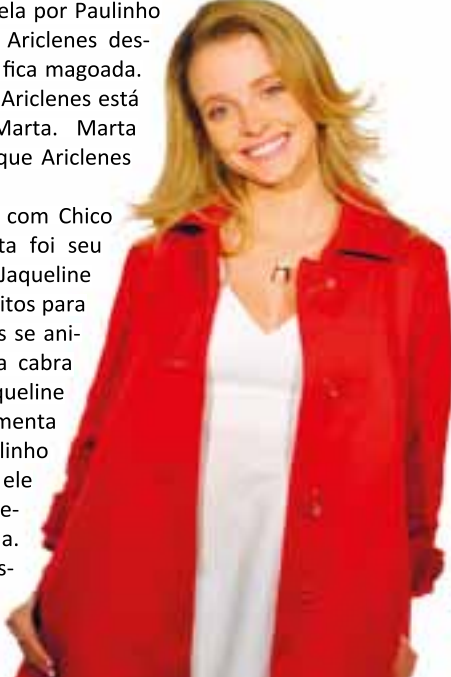 ela por Paulinho
Ariclenes des-
fica magoada.
Ariclenes está
Marta. Marta
que Ariclenes
com Chico
ta foi seu
Jaqueline
itos para
s se ani-
a cabra
queline
menta
linho
ele
e-
a.
s-